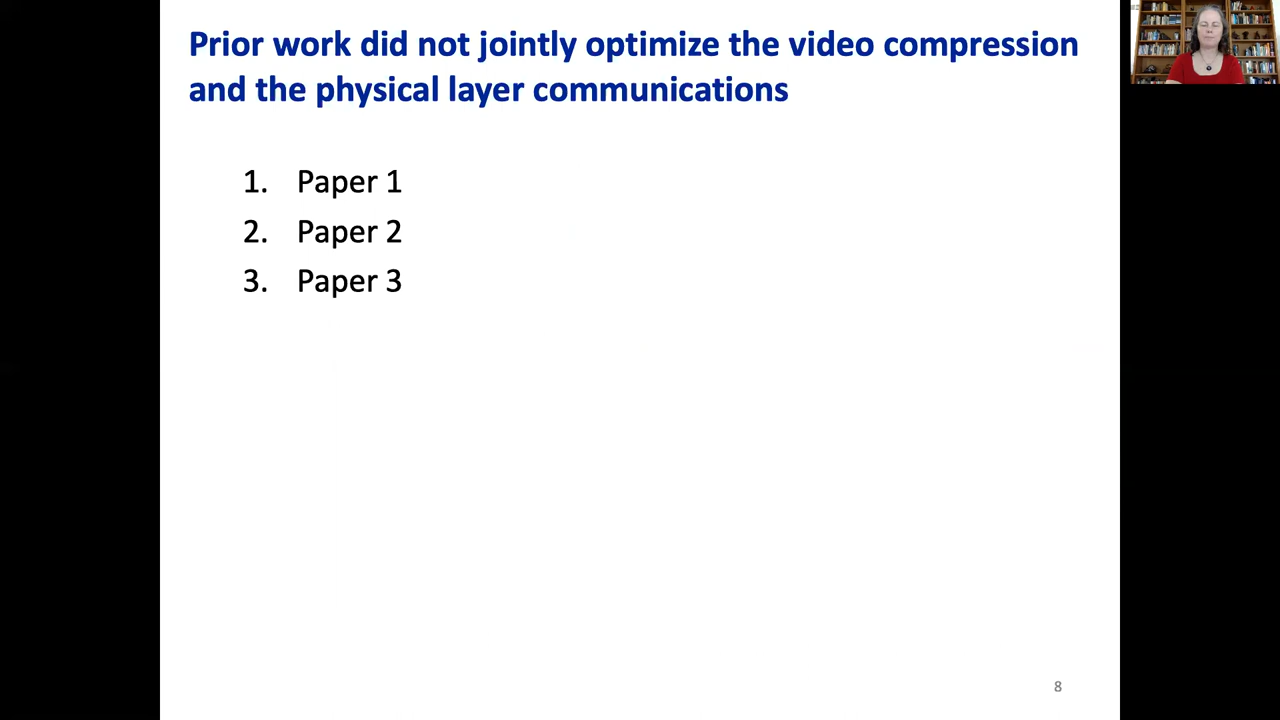 Prior work did not jointly optimize the video compression
and the physical layer communications
1. Paper 1
2. Paper 2
3. Paper 3
8